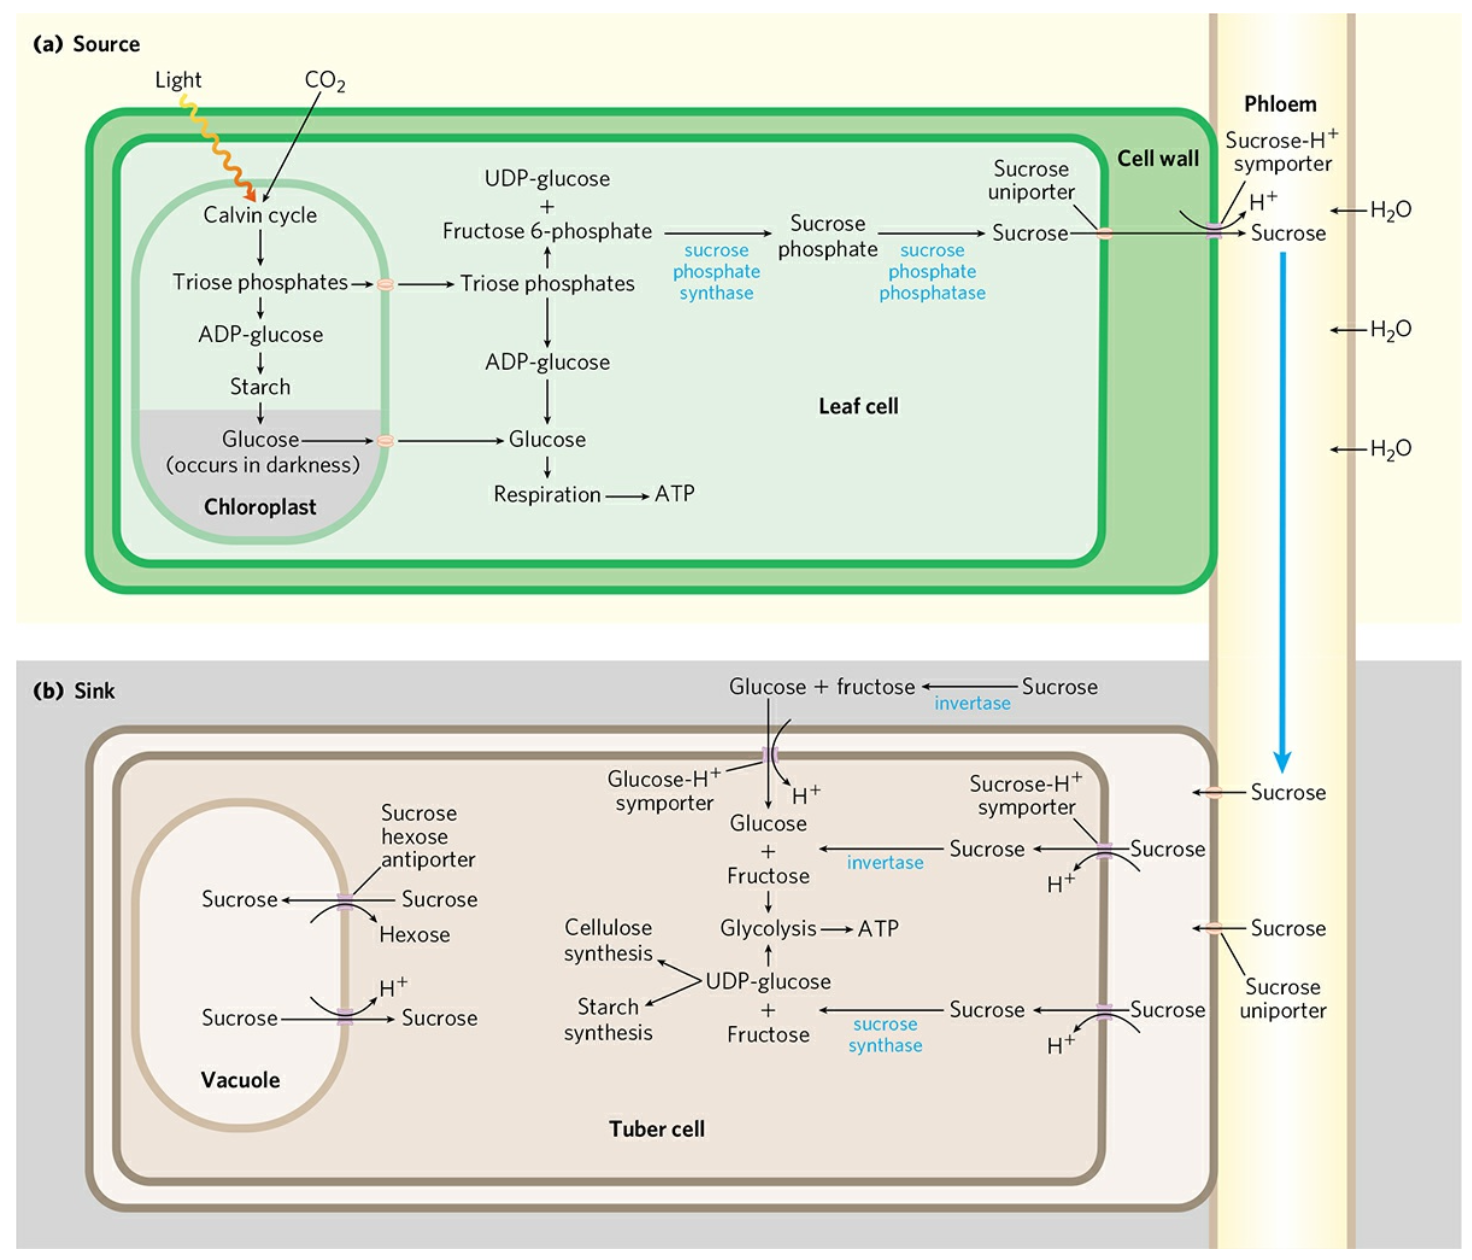 (a) Source
Light
CO₂
Phloem
Sucrose-H⁺
symporter
Cell wall
Sucrose
uniporter
UDP-glucose
+
Fructose 6-phosphate
sucrose
phosphate
synthase
Sucrose
phosphate
sucrose
phosphate
phosphatase
Sucrose
H⁺
Sucrose
H₂O
H₂O
H₂O
Calvin cycle
Triose phosphates
Triose phosphates
ADP-glucose
ADP-glucose
Starch
Leaf cell
Glucose
(occurs in darkness)
Glucose
Respiration
ATP
Chloroplast
(b) Sink
Glucose + fructose
invertase
Sucrose
Glucose-H⁺
symporter
H⁺
Sucrose-H⁺
symporter
Sucrose
Sucrose
hexose
antiporter
Glucose
+
Fructose
invertase
Sucrose
Sucrose
H⁺
Sucrose
Sucrose
Hexose
Glycolysis
ATP
Sucrose
Cellulose
synthesis
Starch
synthesis
UDP-glucose
+
Fructose
sucrose
synthase
Sucrose
Sucrose
H⁺
Sucrose
uniporter
H⁺
Sucrose
Sucrose
Vacuole
Tuber cell